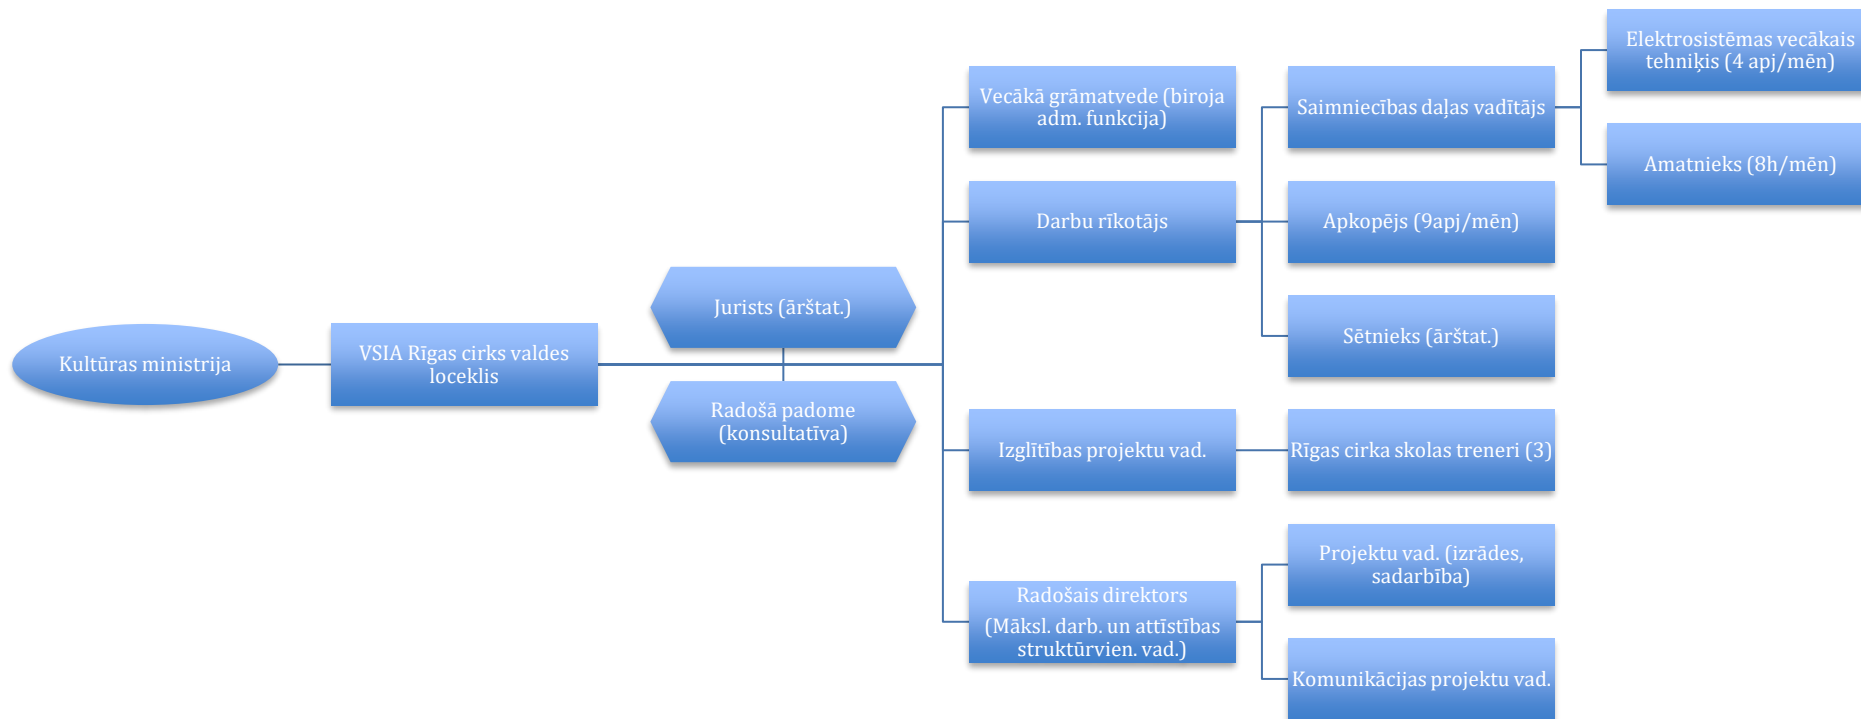 Kultūras ministrija
VSIA Rīgas cirks valdes
loceklis
Jurists (ārštat.)
Radošā padome
(konsultatīva)
Vecākā grāmatvede (biroja
adm. funkcija)
Darbu rīkotājs
Saimniecības daļas vadītājs
Elektrosistēmas vecākais
tehniķis (4 apj/mēn)
Amatnieks (8h/mēn)
Apkopējs (9apj/mēn)
Sētnieks (ārštat.)
Izglītības projektu vad.
Rīgas cirka skolas treneri (3)
Radošais direktors
(Māksl. darb. un attīstības
struktūrvien. vad.)
Projektu vad. (izrādes,
sadarbība)
Komunikācijas projektu vad.